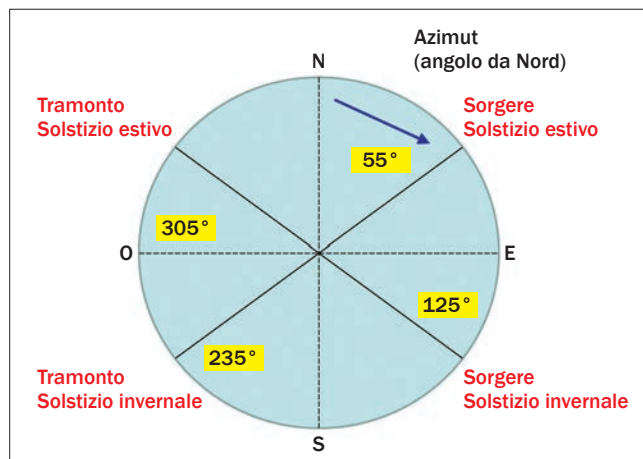 Azimut
(angolo da Nord)
N
Tramonto
Solstizio estivo
Sorgere
Solstizio estivo
55°
305°
O
E
125°
235°
Tramonto
Solstizio invernale
Sorgere
Solstizio invernale
S